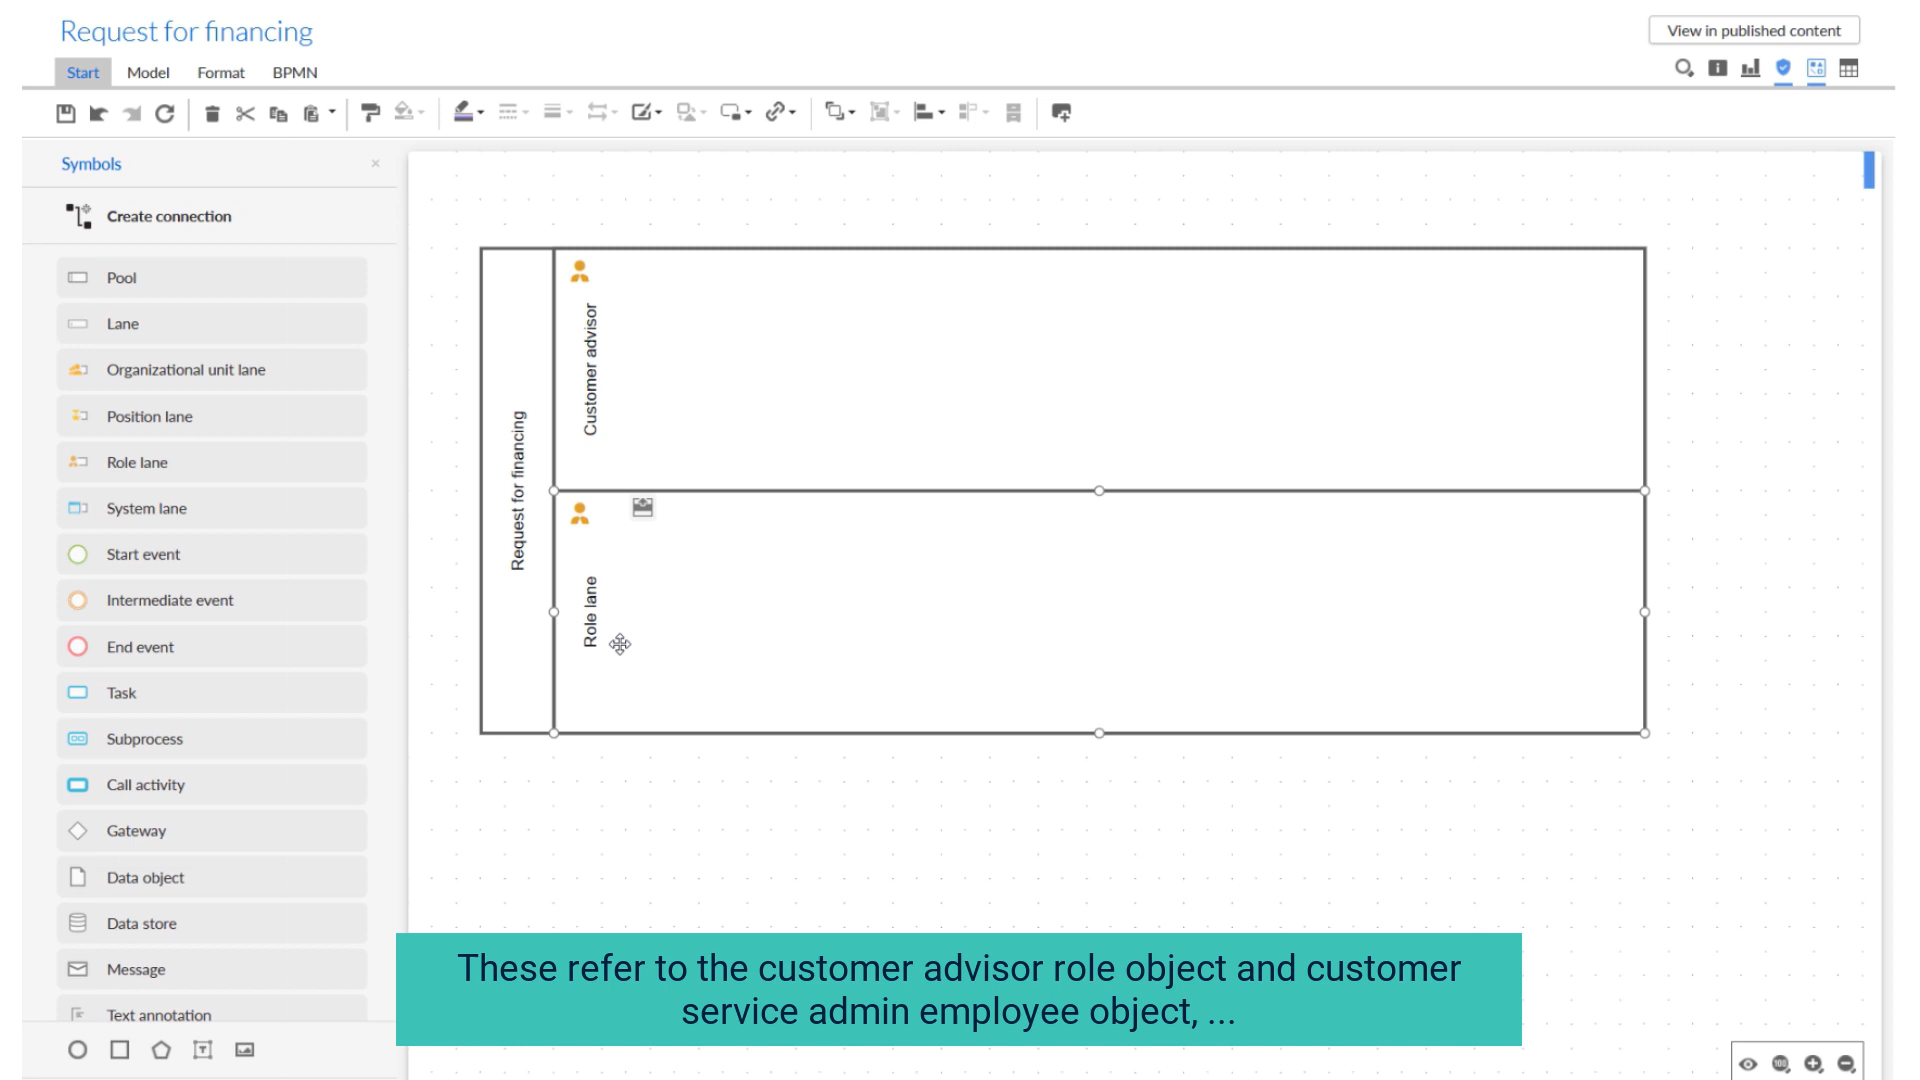 Request for financing
View in published content
Start
Model
Format
BPMN
Symbols
Create connection
Pool
Lane
Organizational unit lane
Position lane
Role lane
System lane
Start event
Intermediate event
End event
Task
Subprocess
Call activity
Gateway
Data object
Data store
Message
Text annotation
Request for financing
Customer advisor
Role lane
These refer to the customer advisor role object and customer
service admin employee object, ...
100